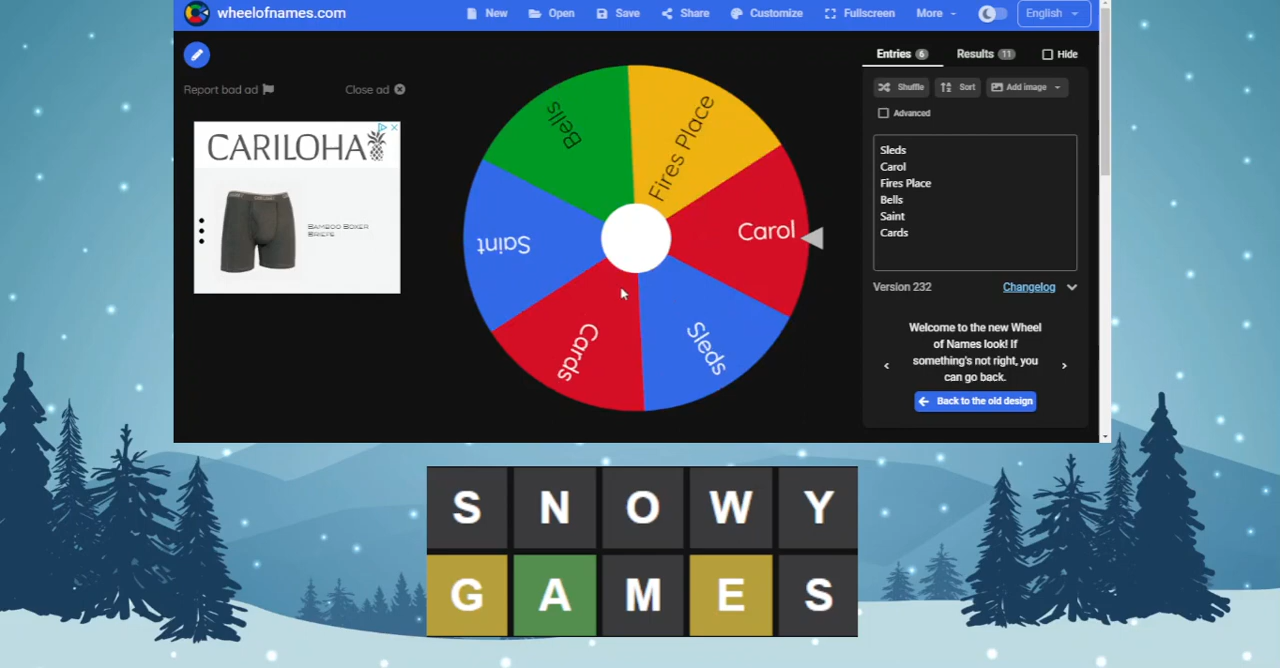 wheelofnames.com
New
Open
Save
Share
Customize
Fullscreen
More
English
Report bad ad
Close ad
CARILOHA
Bamboo Boxer
Briefs
Bells
Fires Place
Carol
Sleds
Cards
Saint
Entries 6
Results 11
Hide
Shuffle
Sort
Add image
Advanced
Sleds
Carol
Fires Place
Bells
Saint
Cards
Version 232
Changelog
Welcome to the new Wheel
of Names look! If
something's not right, you
can go back.
Back to the old design
S N O W Y
G A M E S